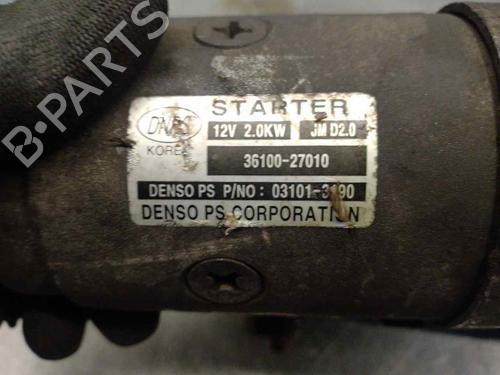 STARTER
DNPS
KOREA
12V 2.0KW JM D2.0
36100-27010
DENSO PS P/NO : 03101-3190
DENSO PS CORPORATION
B-PARTS